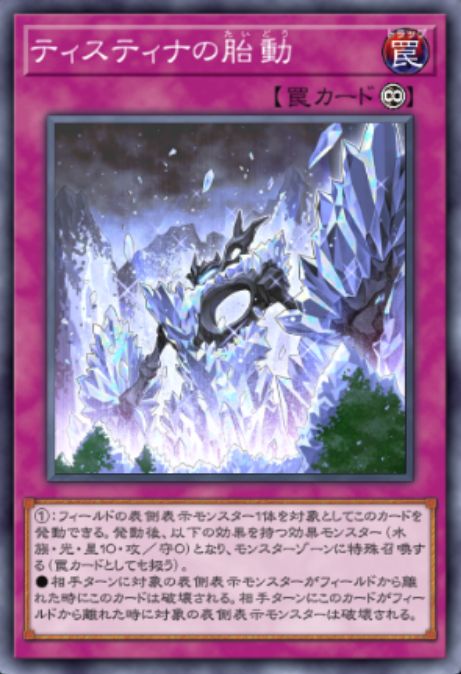 ティスティナの胎動
たいどう
トラップ
罠
【罠カード】
①:フィールドの表側表示モンスター1体を対象としてこのカードを
発動できる。発動後、以下の効果を持つ効果モンスター(水
族・光・星10・攻/守0)となり、モンスターゾーンに特殊召喚す
る(罠カードとしても扱う)。
●相手ターンに対象の表側表示モンスターがフィールドから離
れた時にこのカードは破壊される。相手ターンにこのカードがフィ
ールドから離れた時に対象の表側表示モンスターは破壊される。